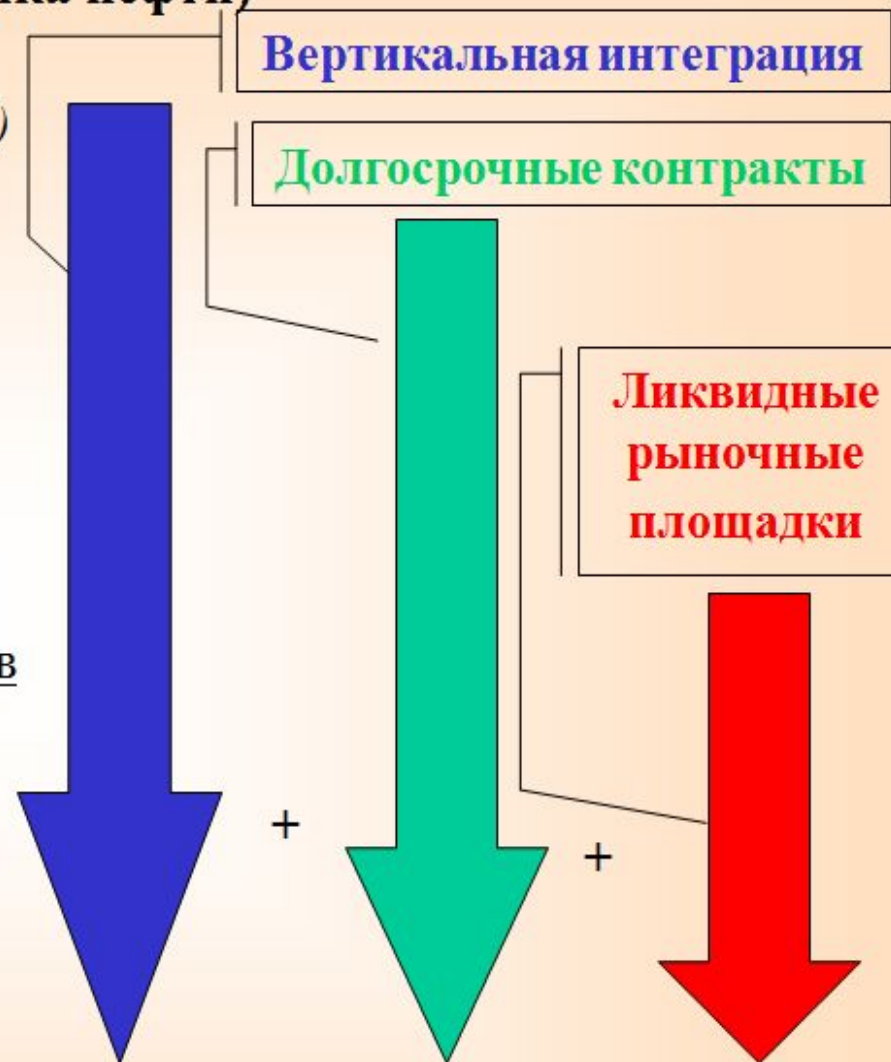 Вертикальная интеграция
)
Долгосрочные контракты
Ликвидные
рыночные
площадки
в
+
+